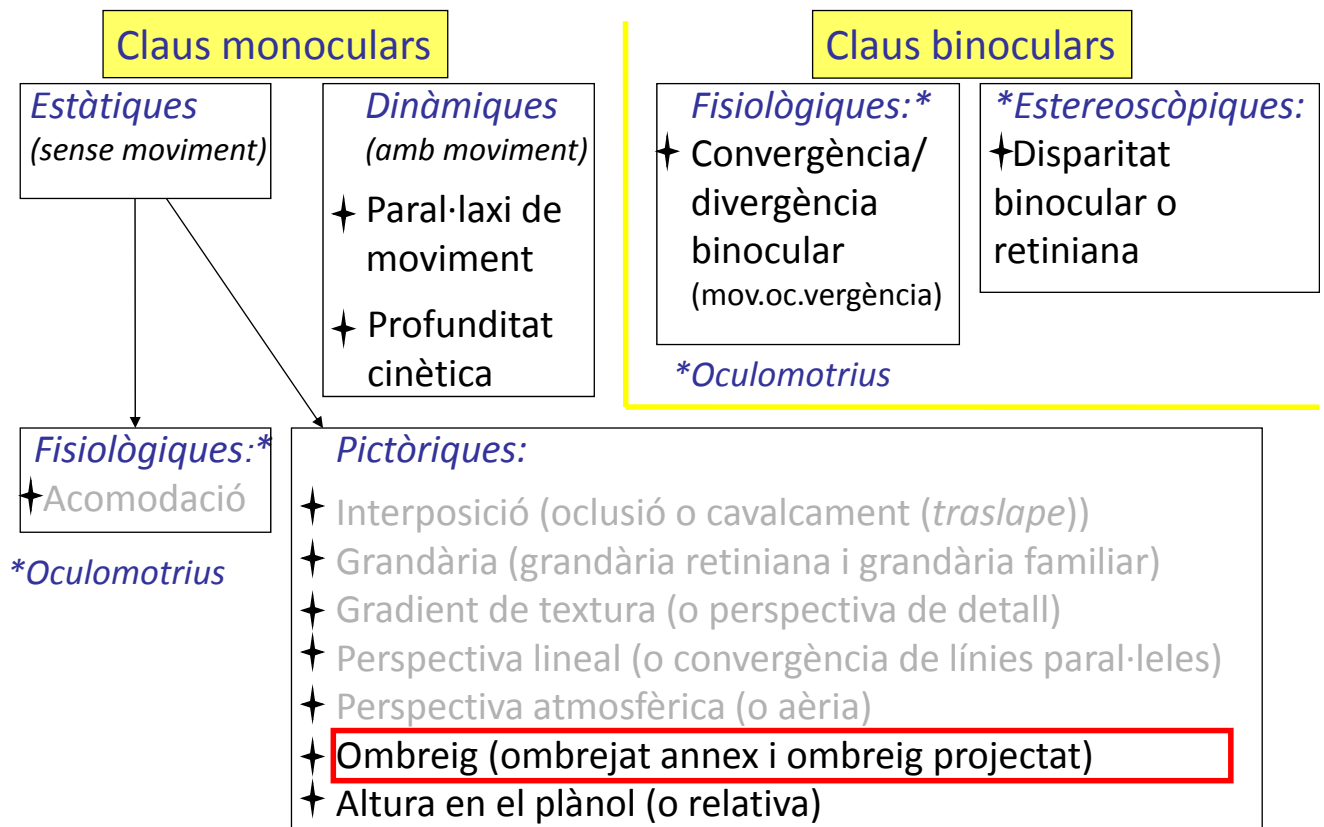 Claus monoculars
Estàtiques
(sense moviment)
Dinàmiques
(amb moviment)
Paral·laxi de
moviment
Profunditat
cinètica
Claus binoculars
Fisiològiques:*
Convergència/
divergència
binocular
(mov.oc.vergència)
*Oculomotrius
*Estereoscòpiques:
Disparitat
binocular o
retiniana
Fisiològiques:*
Acomodació
*Oculomotrius
Pictòriques:
Interposició (oclusió o cavalcament (traslape))
Grandària (grandària retiniana i grandària familiar)
Gradient de textura (o perspectiva de detall)
Perspectiva lineal (o convergència de línies paral·leles)
Perspectiva atmosfèrica (o aèria)
Ombreig (ombrejat annex i ombreig projectat)
Altura en el plànol (o relativa)